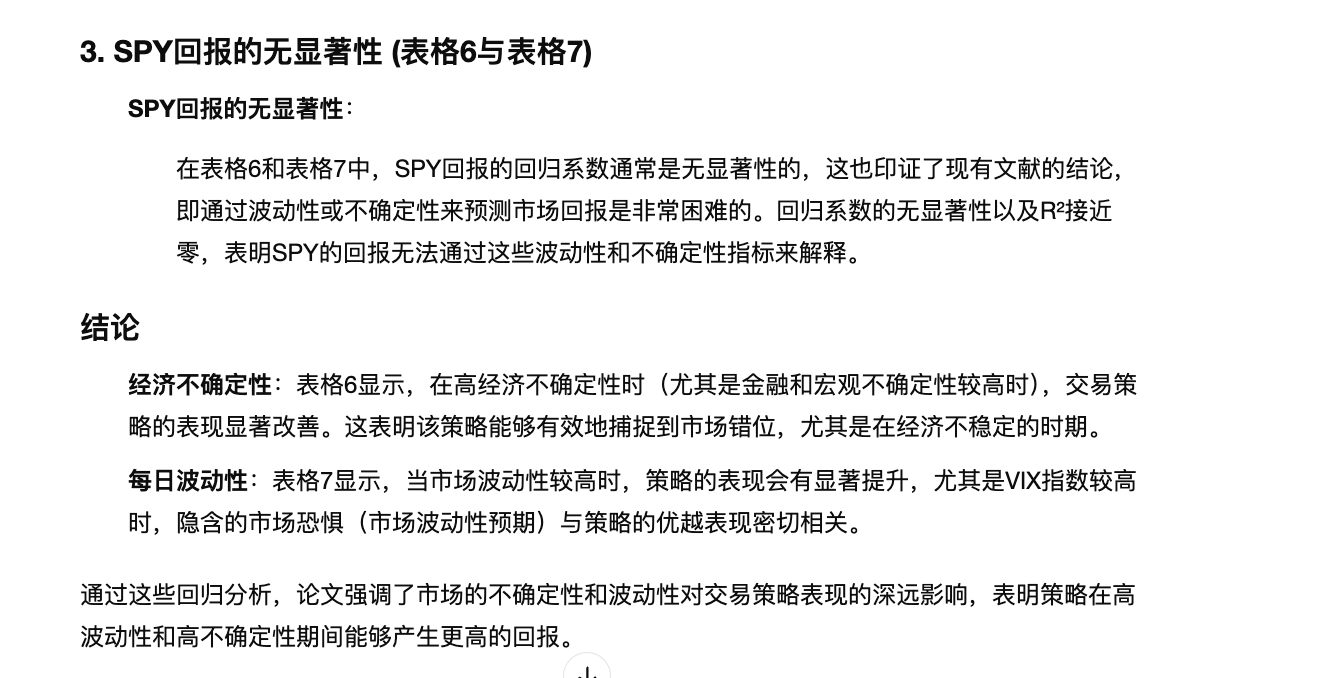 3. SPY回报的无显著性 (表格6与表格7)
SPY回报的无显著性：
在表格6和表格7中，SPY回报的回归系数通常是无显著性的，这也印证了现有文献的结论，
即通过波动性或不确定性来预测市场回报是非常困难的。回归系数的无显著性以及R²接近
零，表明SPY的回报无法通过这些波动性和不确定性指标来解释。
结论
经济不确定性：表格6显示，在高经济不确定性时（尤其是金融和宏观不确定性较高时），交易策
略的表现显著改善。这表明该策略能够有效地捕捉到市场错位，尤其是在经济不稳定的时期。
每日波动性：表格7显示，当市场波动性较高时，策略的表现会有显著提升，尤其是VIX指数较高
时，隐含的市场恐惧（市场波动性预期）与策略的优越表现密切相关。
通过这些回归分析，论文强调了市场的不确定性和波动性对交易策略表现的深远影响，表明策略在高
波动性和高不确定性期间能够产生更高的回报。